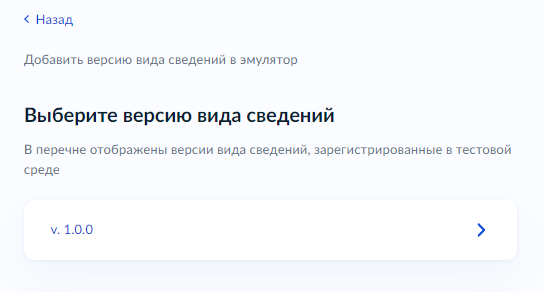 Назад
Добавить версию вида сведений в эмулятор
Выберите версию вида сведений
В перечне отображены версии вида сведений, зарегистрированные в тестовой
среде
v. 1.0.0